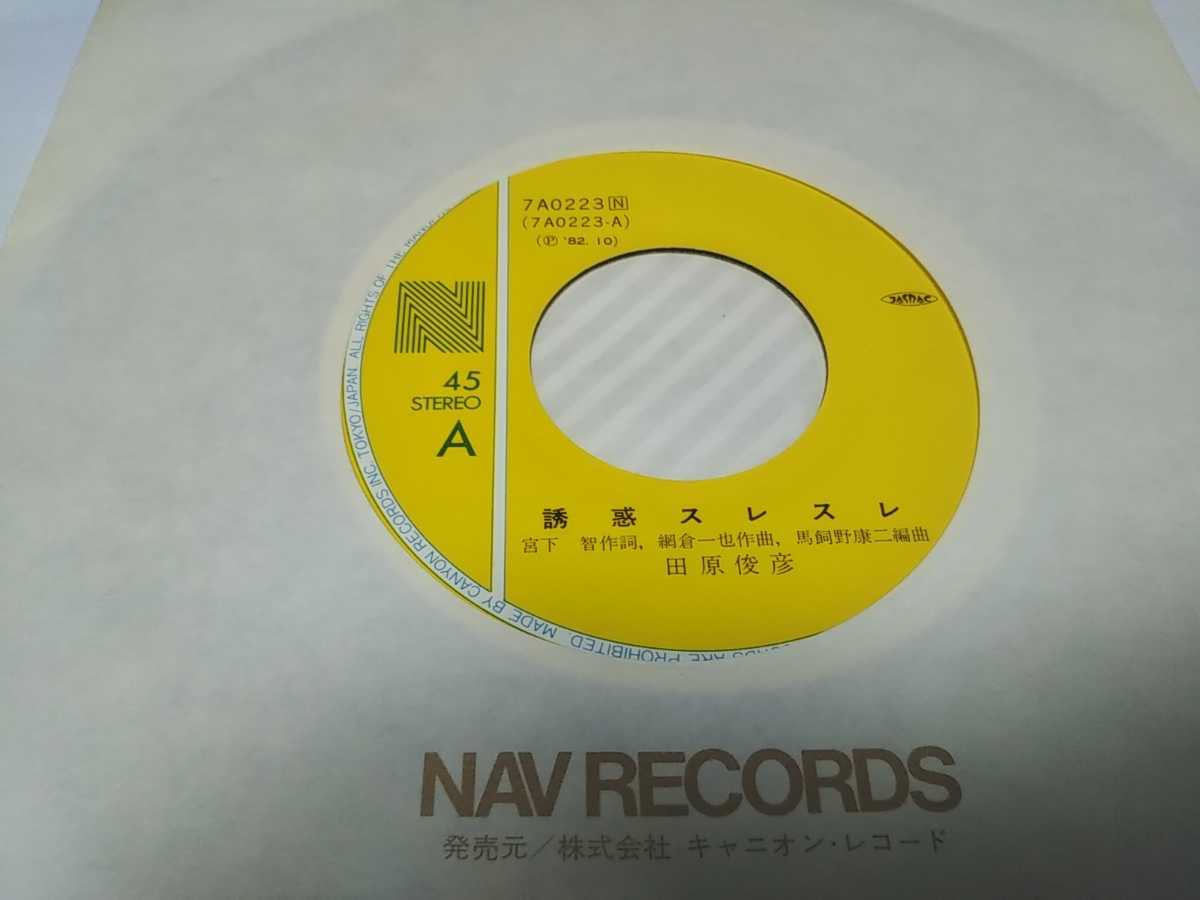 7A0223 N
(7A0223-A)
(Ⓟ '82. 10)
JASRAC
N
45
STEREO
A
誘惑スレスレ
宮下 智作詞, 網倉一也作曲, 馬飼野康二編曲
田原俊彦
ARE PROHIBITED. MADE BY CANYON RECORDS INC. TOKYO/JAPAN. ALL RIGHTS OF THE
NAV RECORDS
発売元/株式会社 キャニオン・レコード